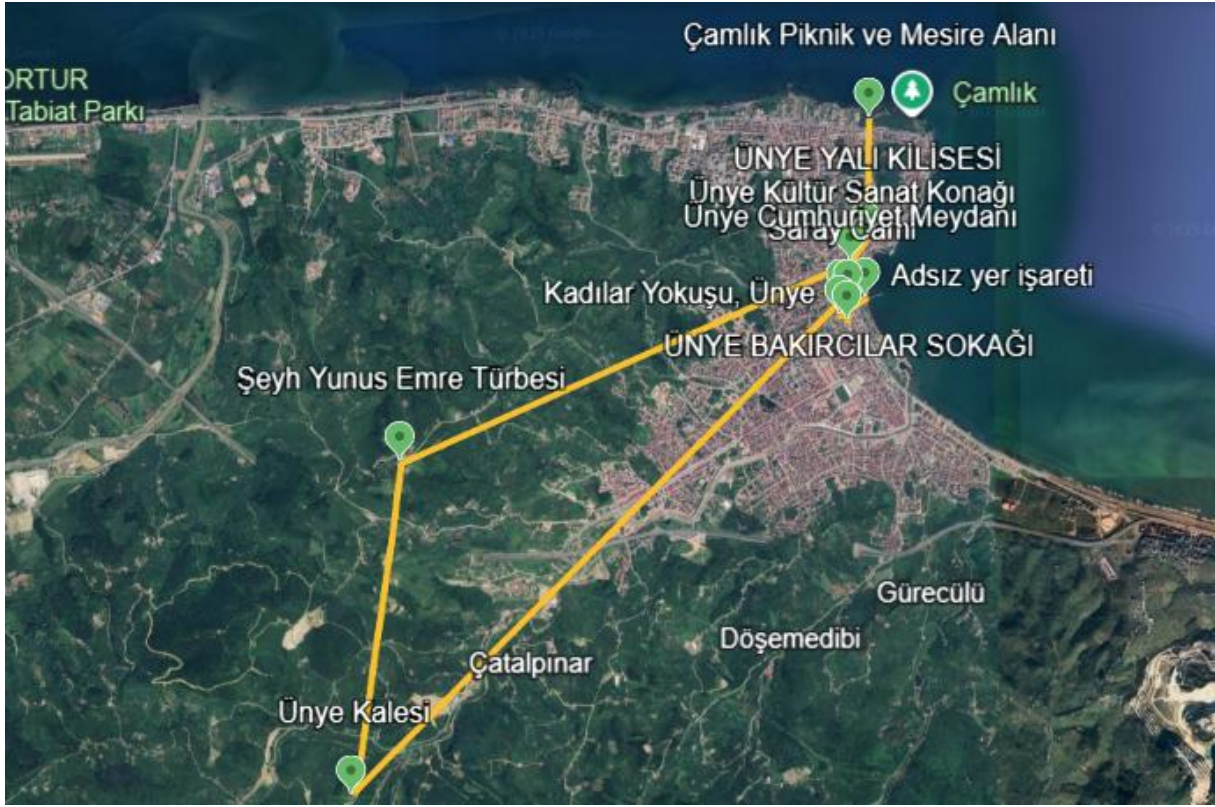 Çamlık Piknik ve Mesire Alanı
ORTUR
Tabiat Parkı
Çamlık
ÜNYE YALI KİLİSESİ
Ünye Kültür Sanat Konağı
Ünye Cumhuriyet Meydanı
Saray Cami
Adsız yer işareti
Kadılar Yokuşu, Ünye
ÜNYE BAKIRCILAR SOKAĞI
Şeyh Yunus Emre Türbesi
Gürecülü
Döşemedibi
Çatalpınar
Ünye Kalesi